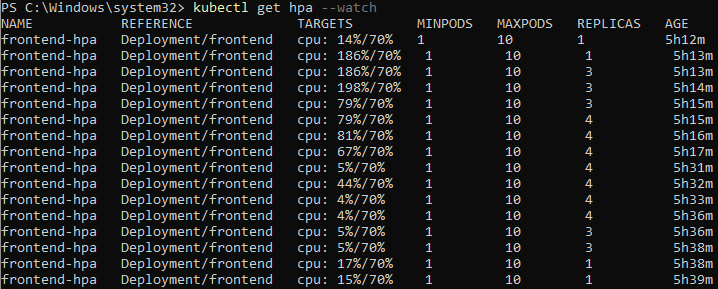 PS C:\Windows\system32> kubectl get hpa --watch
NAME REFERENCE TARGETS MINPODS MAXPODS REPLICAS AGE
frontend-hpa Deployment/frontend cpu: 14%/70% 1 10 1 5h12m
frontend-hpa Deployment/frontend cpu: 186%/70% 1 10 1 5h13m
frontend-hpa Deployment/frontend cpu: 186%/70% 1 10 3 5h13m
frontend-hpa Deployment/frontend cpu: 198%/70% 1 10 3 5h14m
frontend-hpa Deployment/frontend cpu: 79%/70% 1 10 3 5h15m
frontend-hpa Deployment/frontend cpu: 79%/70% 1 10 4 5h15m
frontend-hpa Deployment/frontend cpu: 81%/70% 1 10 4 5h16m
frontend-hpa Deployment/frontend cpu: 67%/70% 1 10 4 5h17m
frontend-hpa Deployment/frontend cpu: 5%/70% 1 10 4 5h31m
frontend-hpa Deployment/frontend cpu: 44%/70% 1 10 4 5h32m
frontend-hpa Deployment/frontend cpu: 4%/70% 1 10 4 5h33m
frontend-hpa Deployment/frontend cpu: 4%/70% 1 10 4 5h36m
frontend-hpa Deployment/frontend cpu: 5%/70% 1 10 3 5h36m
frontend-hpa Deployment/frontend cpu: 5%/70% 1 10 3 5h38m
frontend-hpa Deployment/frontend cpu: 17%/70% 1 10 1 5h38m
frontend-hpa Deployment/frontend cpu: 15%/70% 1 10 1 5h39m